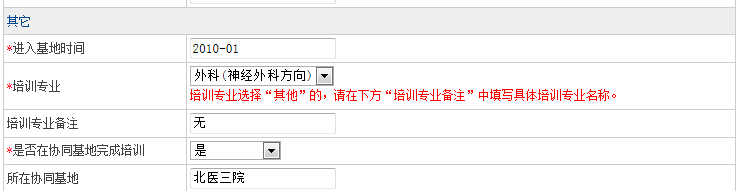 其它
*进入基地时间 2010-01
*培训专业 外科(神经外科方向)
培训专业选择“其他”的，请在下方“培训专业备注”中填写具体培训专业名称。
培训专业备注 无
*是否在协同基地完成培训 是
所在协同基地 北医三院